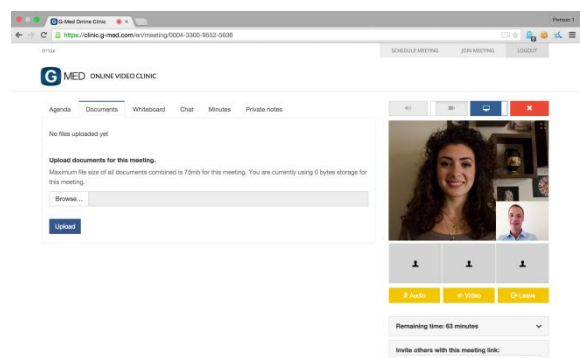 G-Med Online Clinic
Person 1
https://clinic.g-med.com/en/meeting/0004-3300-9552-5636
עברית
SCHEDULE MEETING JOIN MEETING LOGOUT
G MED ONLINE VIDEO CLINIC
Agenda Documents Whiteboard Chat Minutes Private notes
No files uploaded yet
Upload documents for this meeting.
Maximum file size of all documents combined is 75mb for this meeting. You are currently using 0 bytes storage for
this meeting.
Browse...
Upload
Audio Video Leave
Remaining time: 63 minutes
Invite others with this meeting link: